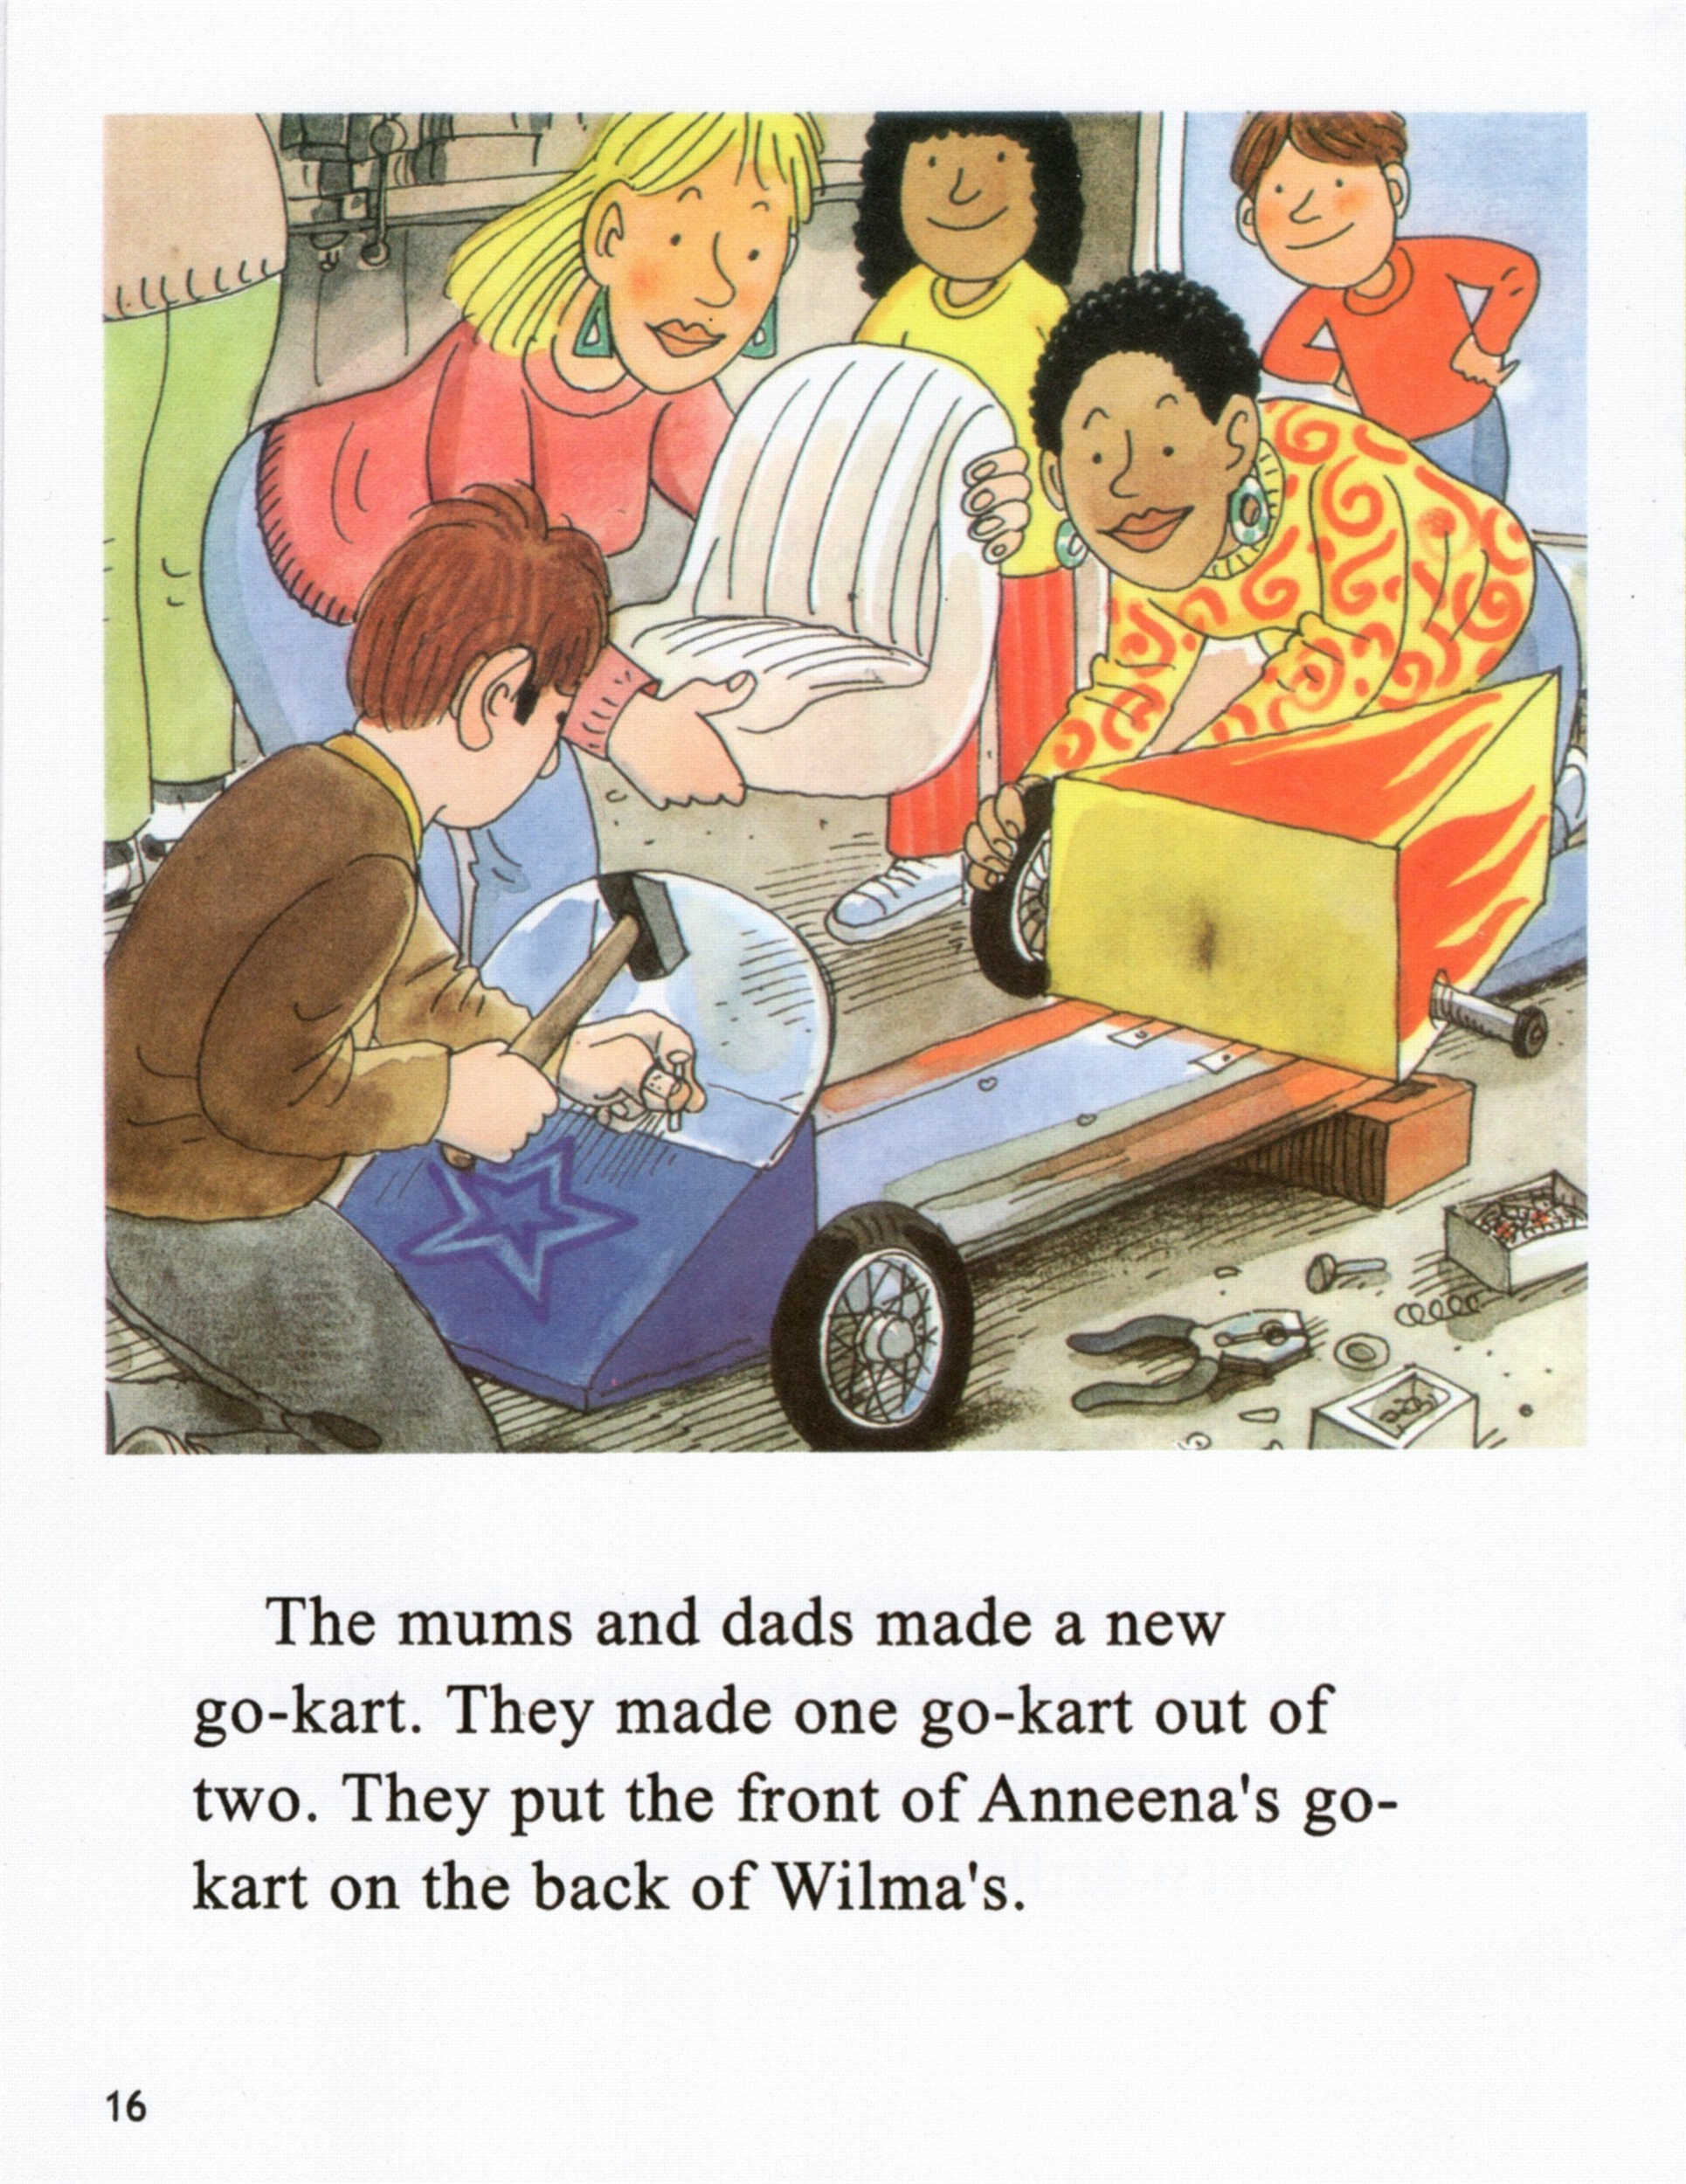 The mums and dads made a new
go-kart. They made one go-kart out of
two. They put the front of Anneena's go-
kart on the back of Wilma's.
16